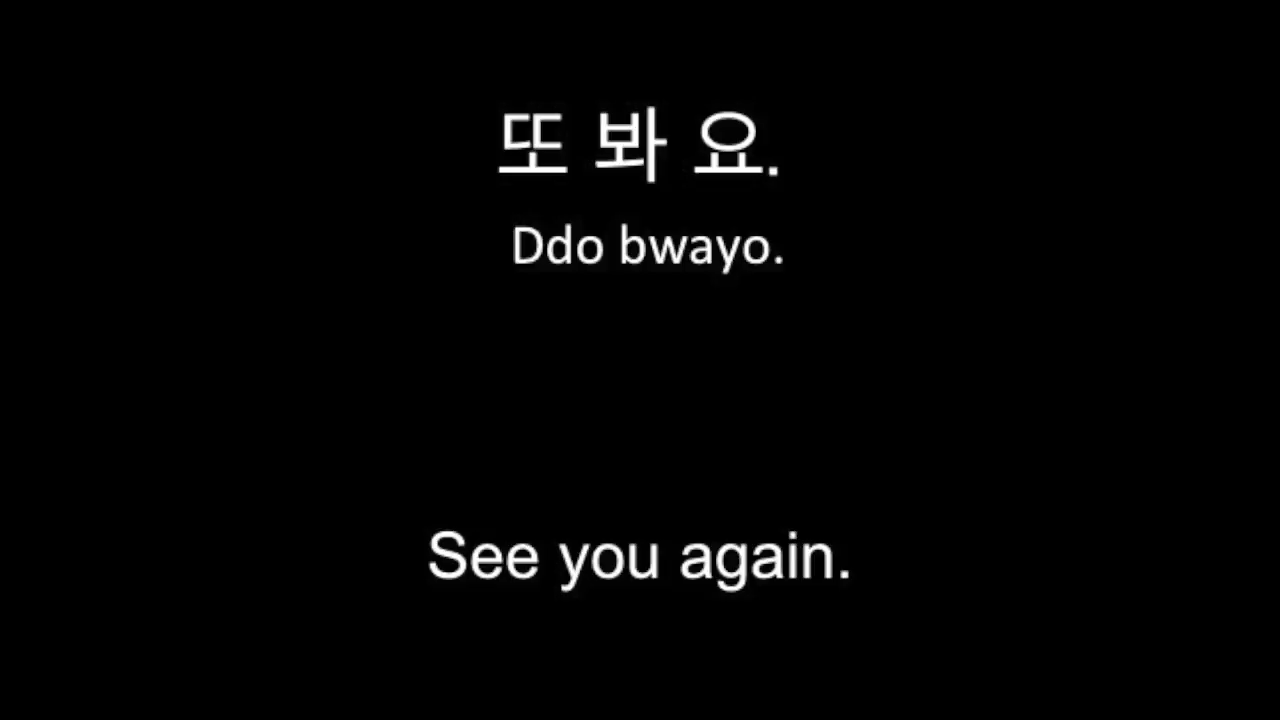 또 봐 요.
Ddo bwayo.
See you again.